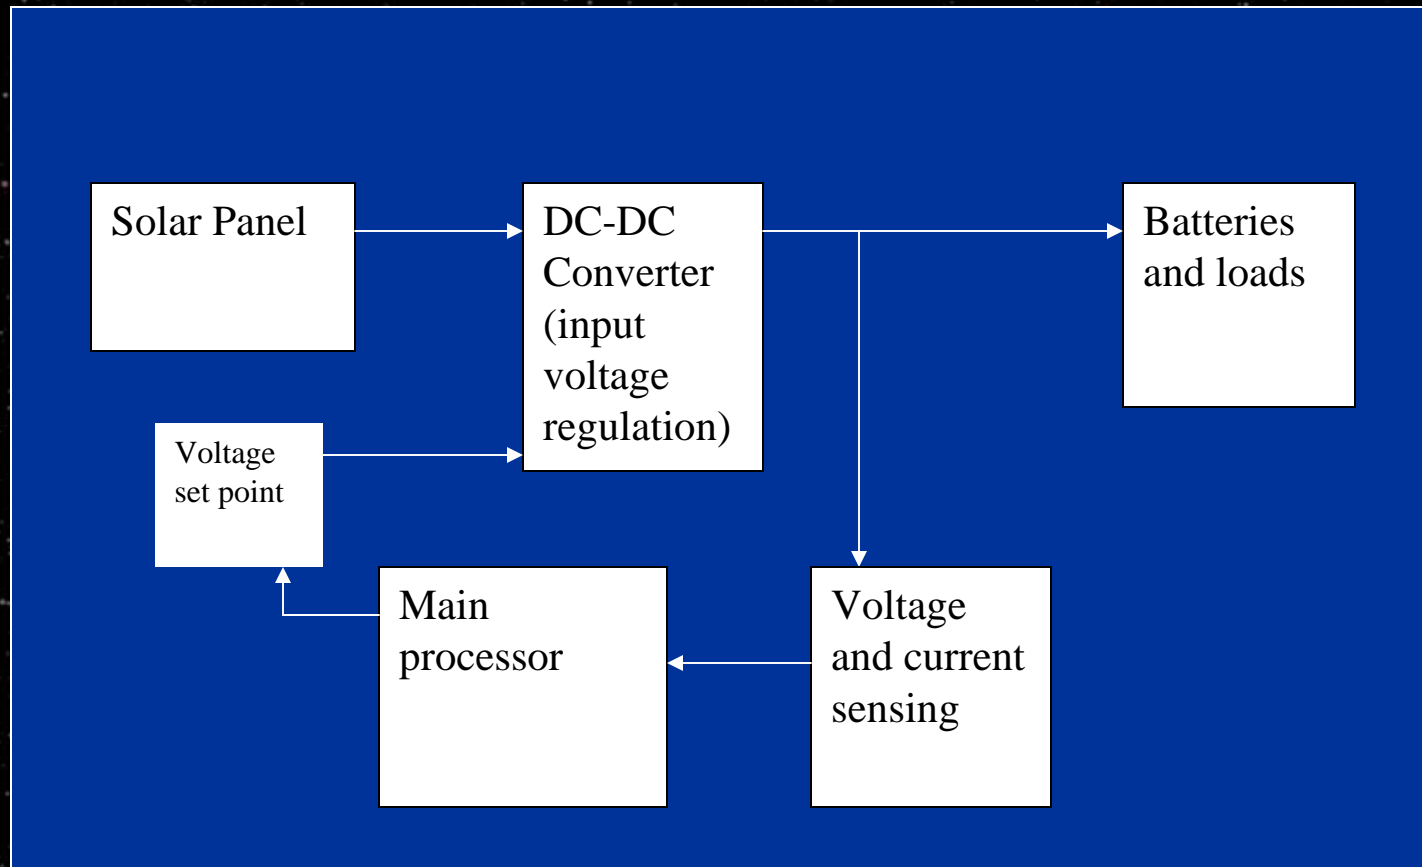 Solar Panel
DC-DC
Converter
(input
voltage
regulation)
Batteries
and loads
Voltage
set point
Main
processor
Voltage
and current
sensing